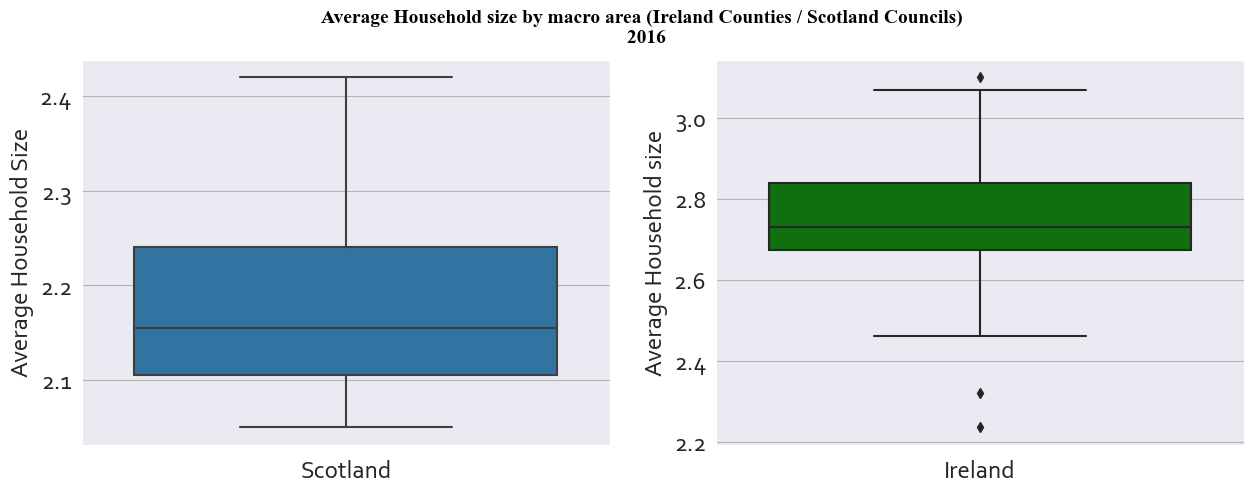 Average Household size by macro area (Ireland Counties / Scotland Councils)
2016
Average Household Size
2.4
2.3
2.2
2.1
Scotland
Average Household size
3.0
2.8
2.6
2.4
2.2
Ireland